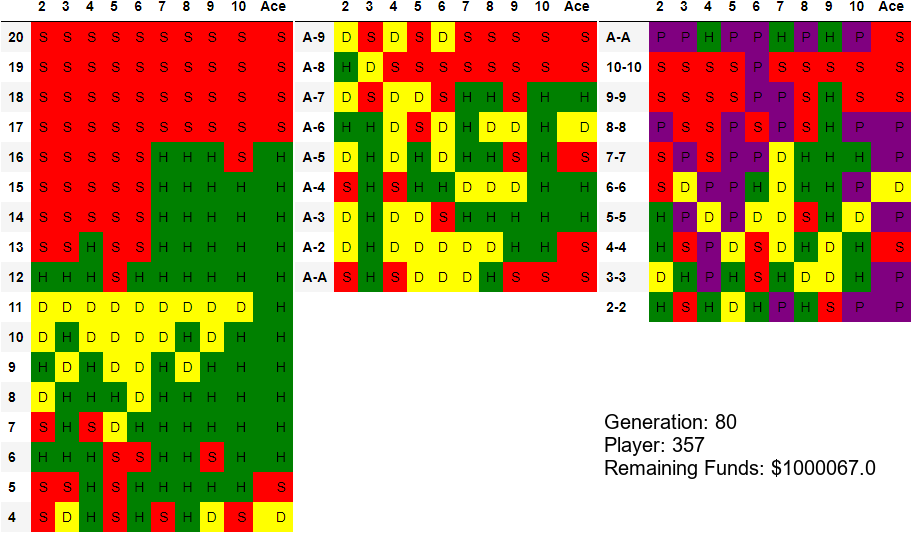 2 3 4 5 6 7 8 9 10 Ace
20 S S S S S S S S S S
19 S S S S S S S S S S
18 S S S S S S S S S S
17 S S S S S S S S S S
16 S S S S S H H H S H
15 S S S S S H H H H H
14 S S S S S H H H H H
13 S S H S S H H H H H
12 H H H S H H H H H H
11 D D D D D D D D D H
10 D H D D D D H D H H
9 H D H D D H D H H H
8 D H H H D H H H H H
7 S H S D H H H H H H
6 H H H S S H H S H H
5 S S H S H H H H H S
4 S D H S H S H D S D
2 3 4 5 6 7 8 9 10 Ace
A-9 D S D S D S S S S S
A-8 H D S S S S S S S S
A-7 D S D D S H H S H H
A-6 H H D S D H D D H D
A-5 D H D H D H H S H S
A-4 S H S H H D D D H H
A-3 D H D D S H H H H H
A-2 D H D D D D D H H S
A-A S H S D D D H S S S
2 3 4 5 6 7 8 9 10 Ace
A-A P P H P P H P H P S
10-10 S S S S P S S S S S
9-9 S S S S P P S H S S
8-8 P S S P S P S H P P
7-7 S P S P P D H H H P
6-6 S D P P H D H H P D
5-5 H P D P D D S H D P
4-4 H S P D S D H D H S
3-3 D H P H S H D D H P
2-2 H S H D H P H S P P
Generation: 80
Player: 357
Remaining Funds: $1000067.0